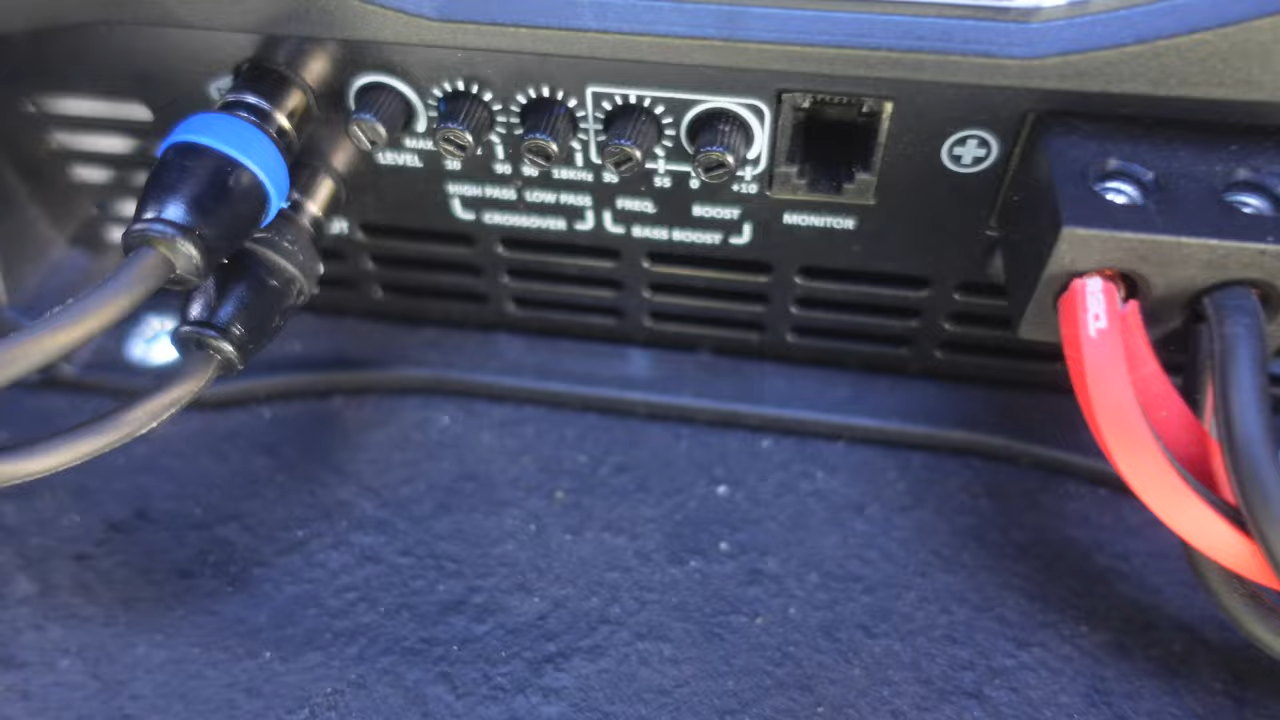 MAX
LEVEL
10 90 90 18KHz 35 55 0 +10
HIGH PASS LOW PASS FREQ. BOOST MONITOR
CROSSOVER BASS BOOST